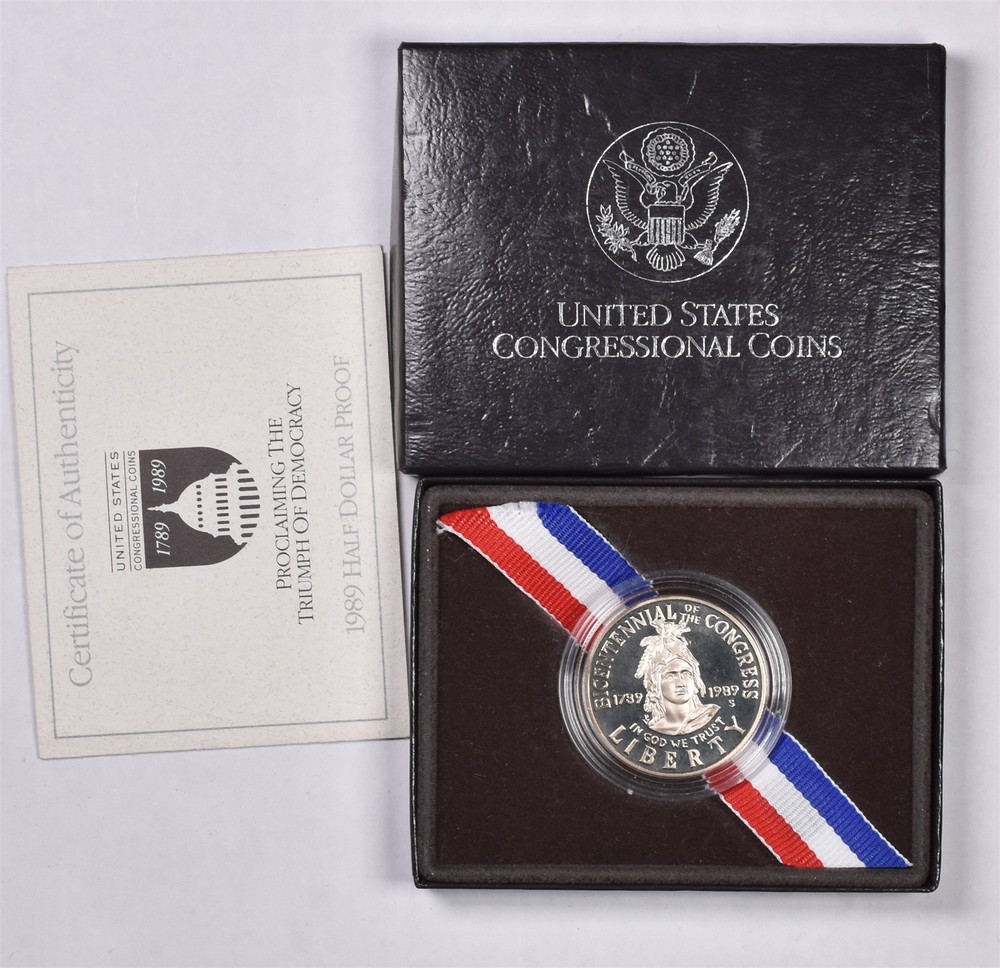 UNITED STATES
CONGRESSIONAL COINS
Certificate of Authenticity
UNITED STATES
CONGRESSIONAL COINS
1789 1989
PROCLAIMING THE
TRIUMPH OF DEMOCRACY
1989 HALF DOLLAR PROOF
BICENTENNIAL OF THE CONGRESS
1789 1989
S
IN GOD WE TRUST
LIBERTY